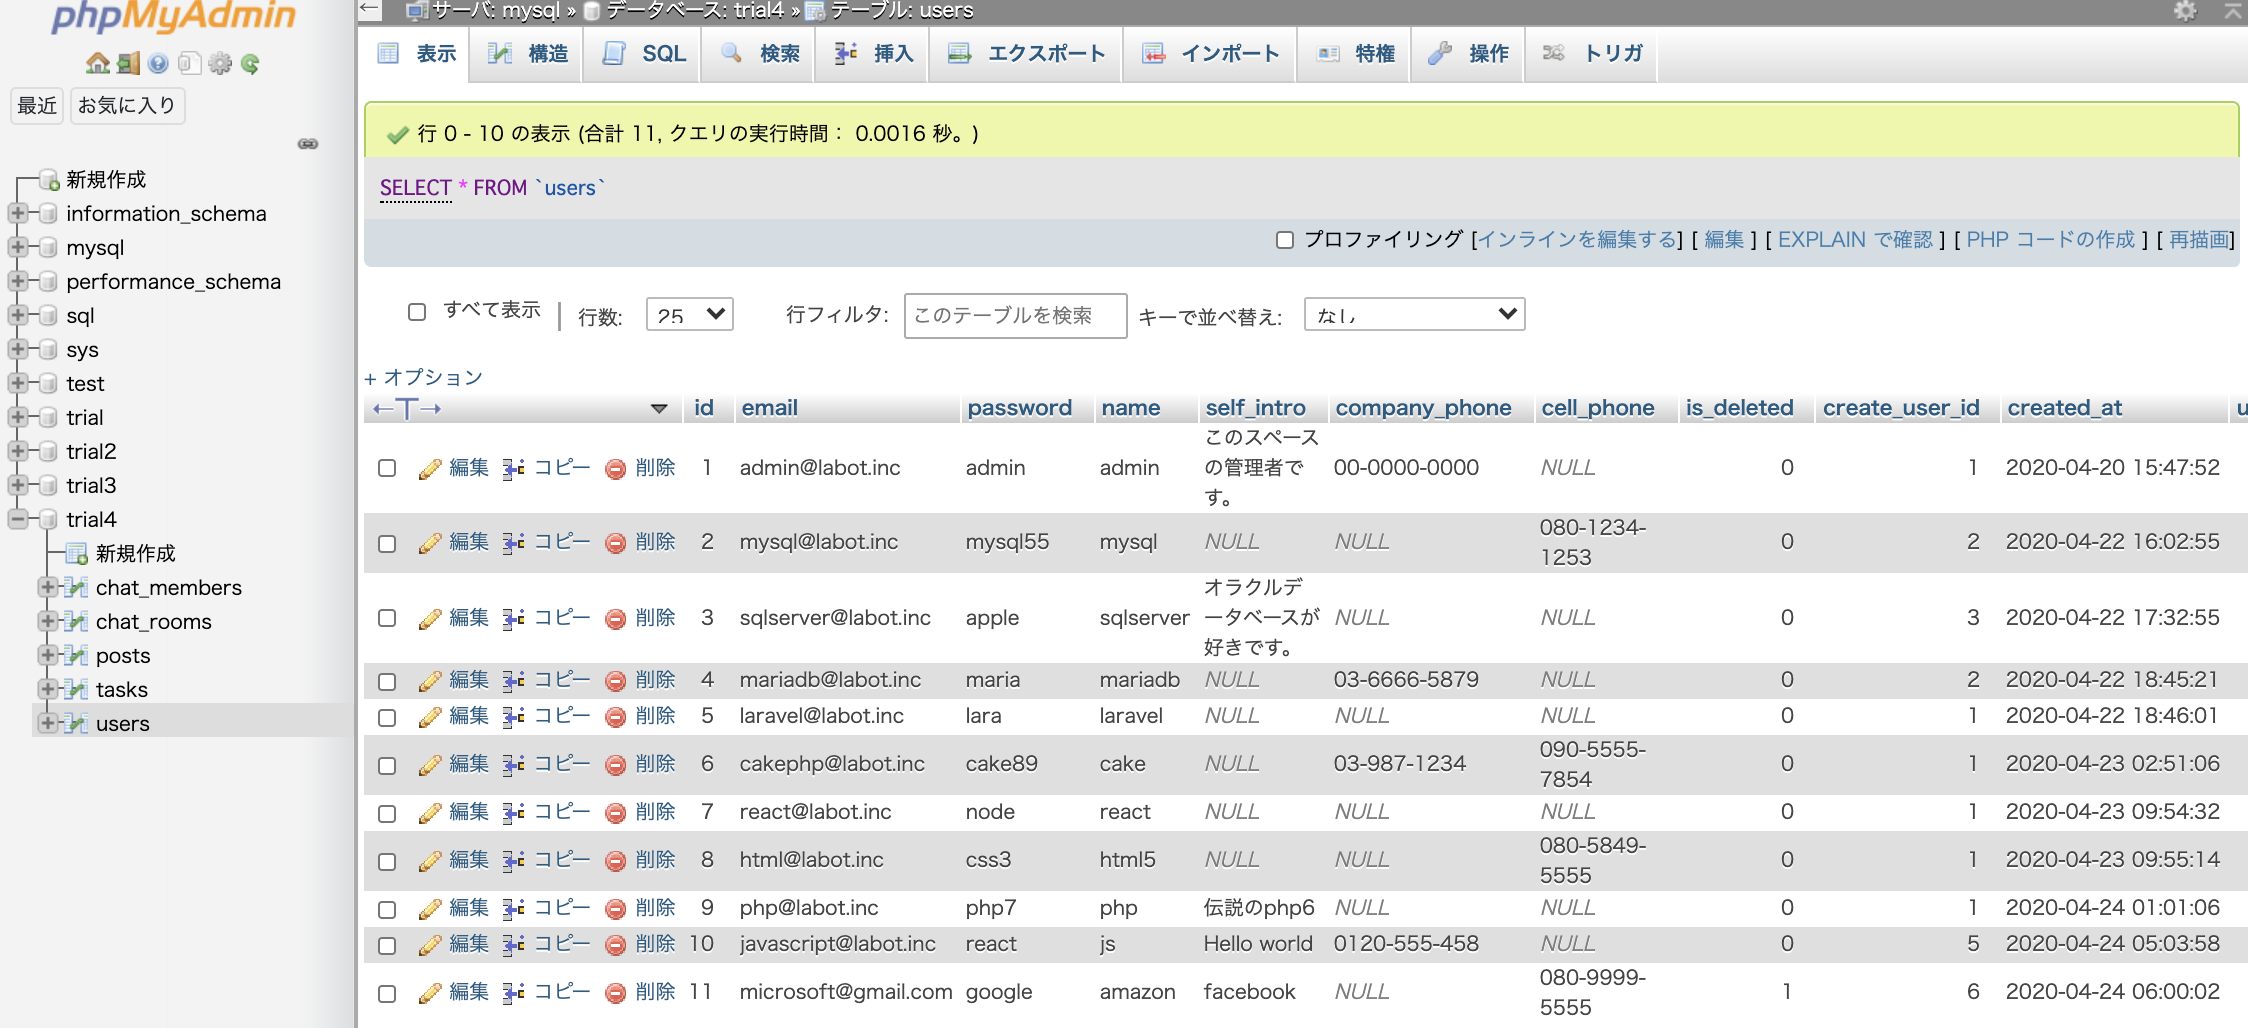 phpMyAdmin
最近 お気に入り
新規作成
information_schema
mysql
performance_schema
sql
sys
test
trial
trial2
trial3
trial4
新規作成
chat_members
chat_rooms
posts
tasks
users
サーバ: mysql » データベース: trial4 » テーブル: users
表示 構造 SQL 検索 挿入 エクスポート インポート 特権 操作 トリガ
行 0 - 10 の表示 (合計 11, クエリの実行時間： 0.0016 秒。)
SELECT * FROM `users`
プロファイリング [インラインを編集する] [ 編集 ] [ EXPLAIN で確認 ] [ PHP コードの作成 ] [ 再描画]
すべて表示 | 行数: 25 行フィルタ: このテーブルを検索 キーで並べ替え: なし
+ オプション
←T→ id email password name self_intro company_phone cell_phone is_deleted create_user_id created_at u
編集 コピー 削除 1 admin@labot.inc admin admin このスペースの管理者です。 00-0000-0000 NULL 0 1 2020-04-20 15:47:52
編集 コピー 削除 2 mysql@labot.inc mysql55 mysql NULL NULL 080-1234-1253 0 2 2020-04-22 16:02:55
編集 コピー 削除 3 sqlserver@labot.inc apple sqlserver オラクルデータベースが好きです。 NULL NULL 0 3 2020-04-22 17:32:55
編集 コピー 削除 4 mariadb@labot.inc maria mariadb NULL 03-6666-5879 NULL 0 2 2020-04-22 18:45:21
編集 コピー 削除 5 laravel@labot.inc lara laravel NULL NULL NULL 0 1 2020-04-22 18:46:01
編集 コピー 削除 6 cakephp@labot.inc cake89 cake NULL 03-987-1234 090-5555-7854 0 1 2020-04-23 02:51:06
編集 コピー 削除 7 react@labot.inc node react NULL NULL NULL 0 1 2020-04-23 09:54:32
編集 コピー 削除 8 html@labot.inc css3 html5 NULL NULL 080-5849-5555 0 1 2020-04-23 09:55:14
編集 コピー 削除 9 php@labot.inc php7 php 伝説のphp6 NULL NULL 0 1 2020-04-24 01:01:06
編集 コピー 削除 10 javascript@labot.inc react js Hello world 0120-555-458 NULL 0 5 2020-04-24 05:03:58
編集 コピー 削除 11 microsoft@gmail.com google amazon facebook NULL 080-9999-5555 1 6 2020-04-24 06:00:02